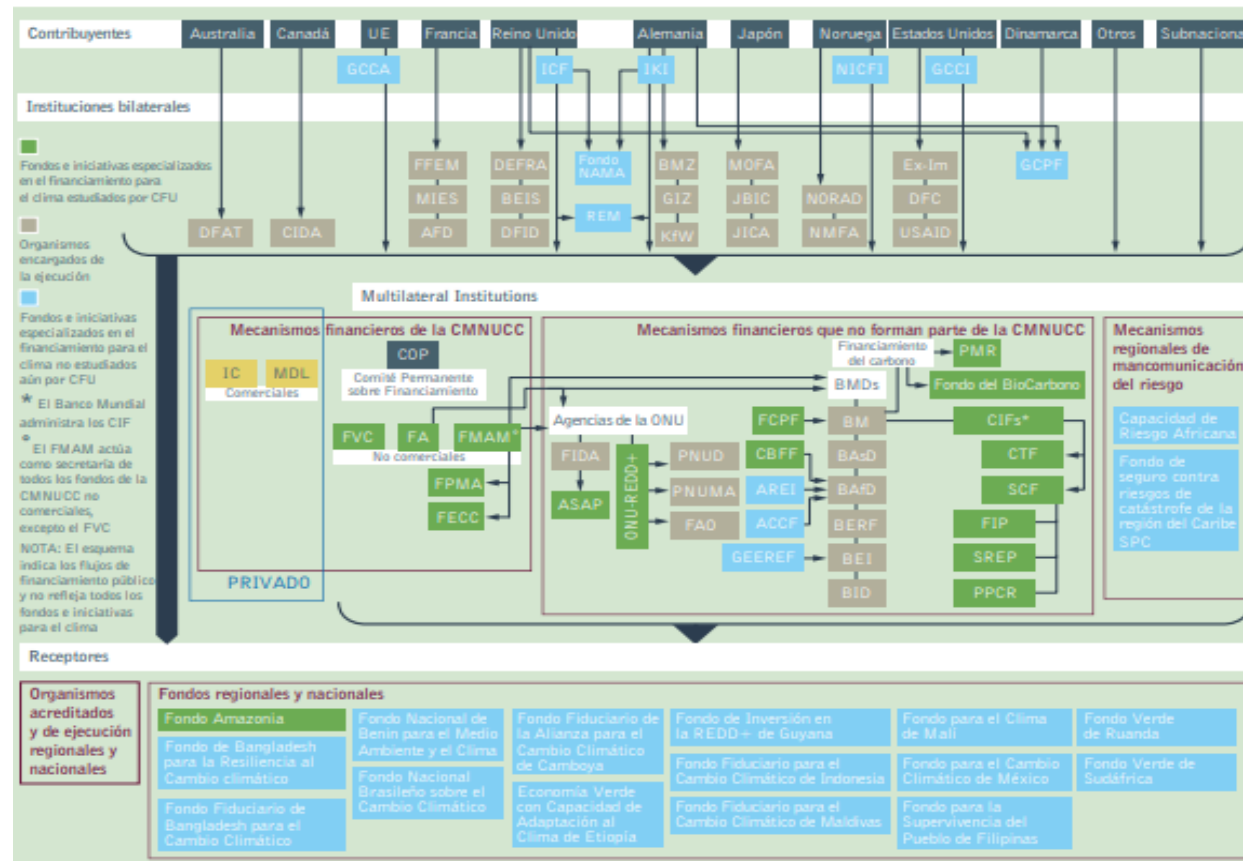 Contribuyentes
Australia
Canadá
UE
Francia
Reino Unido
Alemania
Japón
Noruega
Estados Unidos
Dinamarca
Otros
Subnaciona
GCCA
ICF
IKI
NICFI
GCCI
Instituciones bilaterales
Fondos e iniciativas especializados
en el financiamiento para
el clima estudiados por CFU
Organismos
encargados de
la ejecución
Fondos e iniciativas
especializados en el
financiamiento para el
clima no estudiados
aún por CFU
* El Banco Mundial
administra los CIF
° El FMAM actúa
como secretaría de
todos los fondos de la
CMNUCC no
comerciales,
excepto el FVC
NOTA: El esquema
indica los flujos de
financiamiento público
y no refleja todos los
fondos e iniciativas
para el clima
DFAT
CIDA
FFEM
MIES
AFD
DEFRA
BEIS
DFID
Fondo
NAMA
REM
BMZ
GIZ
KfW
MOFA
JBIC
JICA
NORAD
NMFA
Ex-Im
DFC
USAID
GCPF
Multilateral Institutions
Mecanismos financieros de la CMNUCC
COP
Comité Permanente
sobre Financiamiento
IC
MDL
Comerciales
FVC
FA
FMAM°
No comerciales
FPMA
FECC
PRIVADO
Mecanismos financieros que no forman parte de la CMNUCC
Financiamiento
del carbono
PMR
Fondo del BioCarbono
BMDs
Agencias de la ONU
FIDA
ASAP
ONU-REDD+
PNUD
PNUMA
FAO
FCPF
CBFF
AREI
ACCF
GEEREF
BM
BAsD
BAfD
BERF
BEI
BID
CIFs*
CTF
SCF
FIP
SREP
PPCR
Mecanismos
regionales de
mancomunicación
del riesgo
Capacidad de
Riesgo Africana
Fondo de
seguro contra
riesgos de
catástrofe de la
región del Caribe
SPC
Receptores
Organismos
acreditados
y de ejecución
regionales y
nacionales
Fondos regionales y nacionales
Fondo Amazonia
Fondo de Bangladesh
para la Resiliencia al
Cambio climático
Fondo Fiduciario de
Bangladesh para el
Cambio Climático
Fondo Nacional de
Benin para el Medio
Ambiente y el Clima
Fondo Nacional
Brasileño sobre el
Cambio Climático
Fondo Fiduciario de
la Alianza para el
Cambio Climático
de Camboya
Economía Verde
con Capacidad de
Adaptación al
Clima de Etiopía
Fondo de Inversión en
la REDD+ de Guyana
Fondo Fiduciario para el
Cambio Climático de Indonesia
Fondo Fiduciario para el
Cambio Climático de Maldivas
Fondo para el Clima
de Malí
Fondo para el Cambio
Climático de México
Fondo para la
Supervivencia del
Pueblo de Filipinas
Fondo Verde
de Ruanda
Fondo Verde de
Sudáfrica